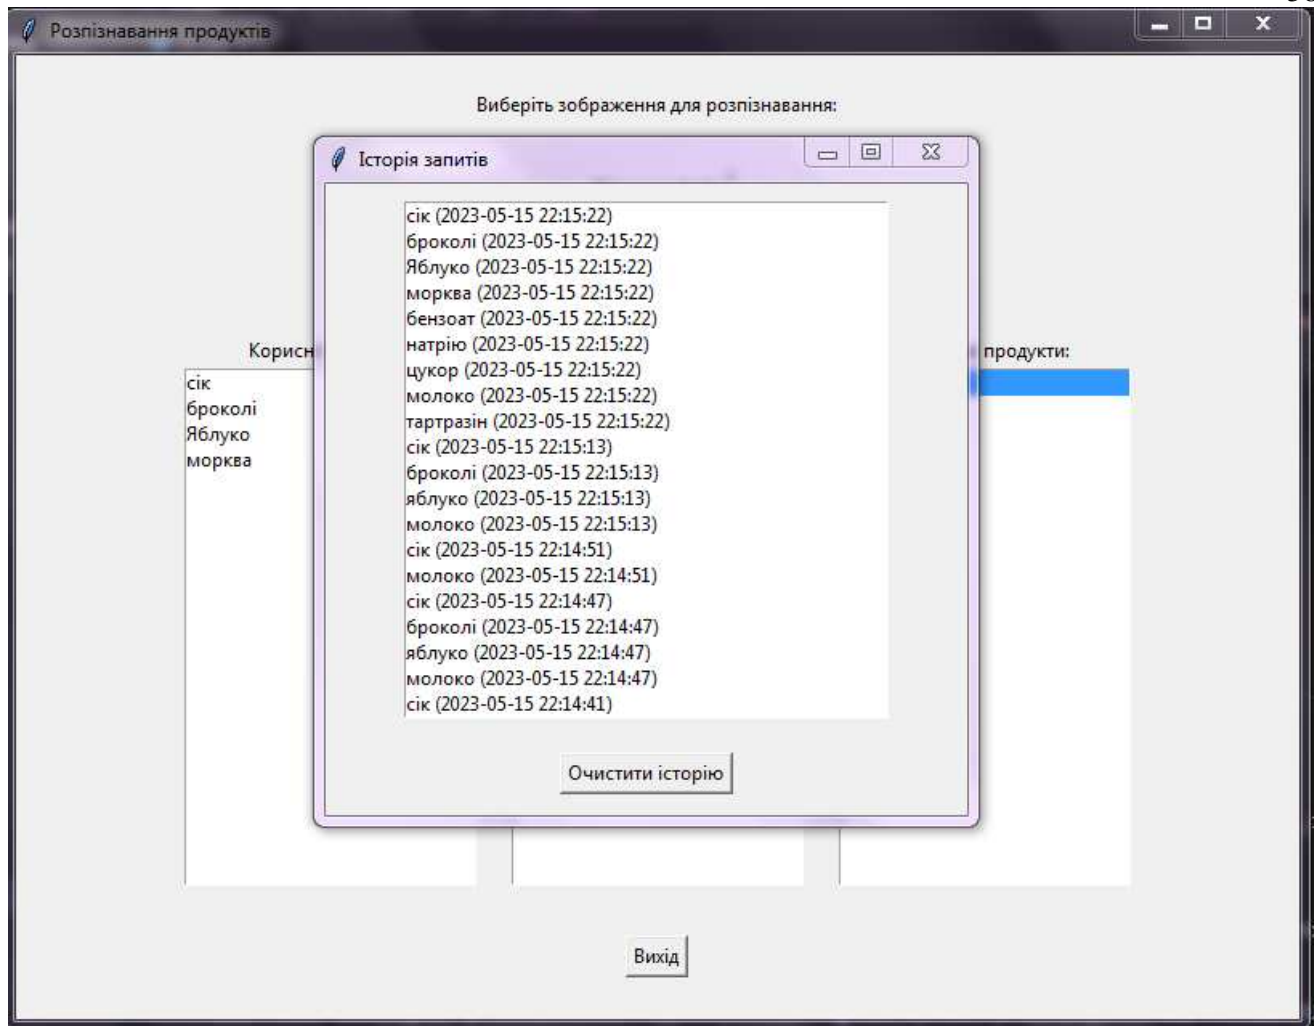 Розпізнавання продуктів
Виберіть зображення для розпізнавання:
Історія запитів
сік (2023-05-15 22:15:22)
броколі (2023-05-15 22:15:22)
Яблуко (2023-05-15 22:15:22)
морква (2023-05-15 22:15:22)
бензоат (2023-05-15 22:15:22)
натрію (2023-05-15 22:15:22)
цукор (2023-05-15 22:15:22)
молоко (2023-05-15 22:15:22)
тартразін (2023-05-15 22:15:22)
сік (2023-05-15 22:15:13)
броколі (2023-05-15 22:15:13)
яблуко (2023-05-15 22:15:13)
молоко (2023-05-15 22:15:13)
сік (2023-05-15 22:14:51)
молоко (2023-05-15 22:14:51)
сік (2023-05-15 22:14:47)
броколі (2023-05-15 22:14:47)
яблуко (2023-05-15 22:14:47)
молоко (2023-05-15 22:14:47)
сік (2023-05-15 22:14:41)
Очистити історію
Корисн
продукти:
сік
броколі
Яблуко
морква
Вихід